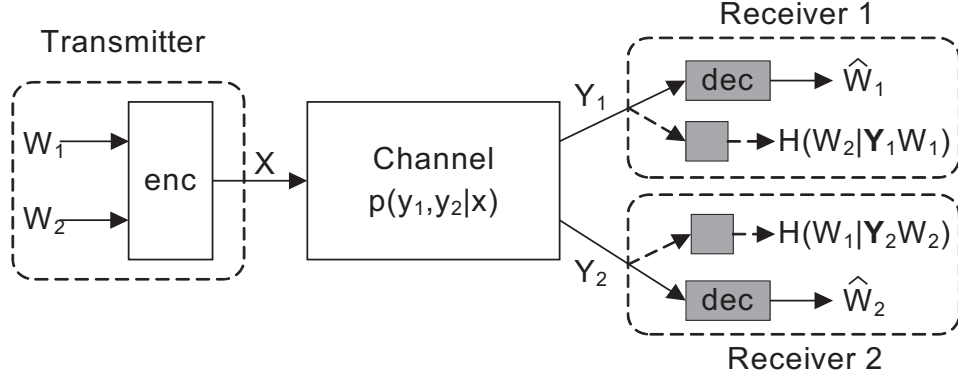 Transmitter
W₁
W₂
enc
X
Channel
p(y₁,y₂|x)
Y₁
Y₂
Receiver 1
dec
Ŵ₁
H(W₂|Y₁W₁)
H(W₁|Y₂W₂)
dec
Ŵ₂
Receiver 2